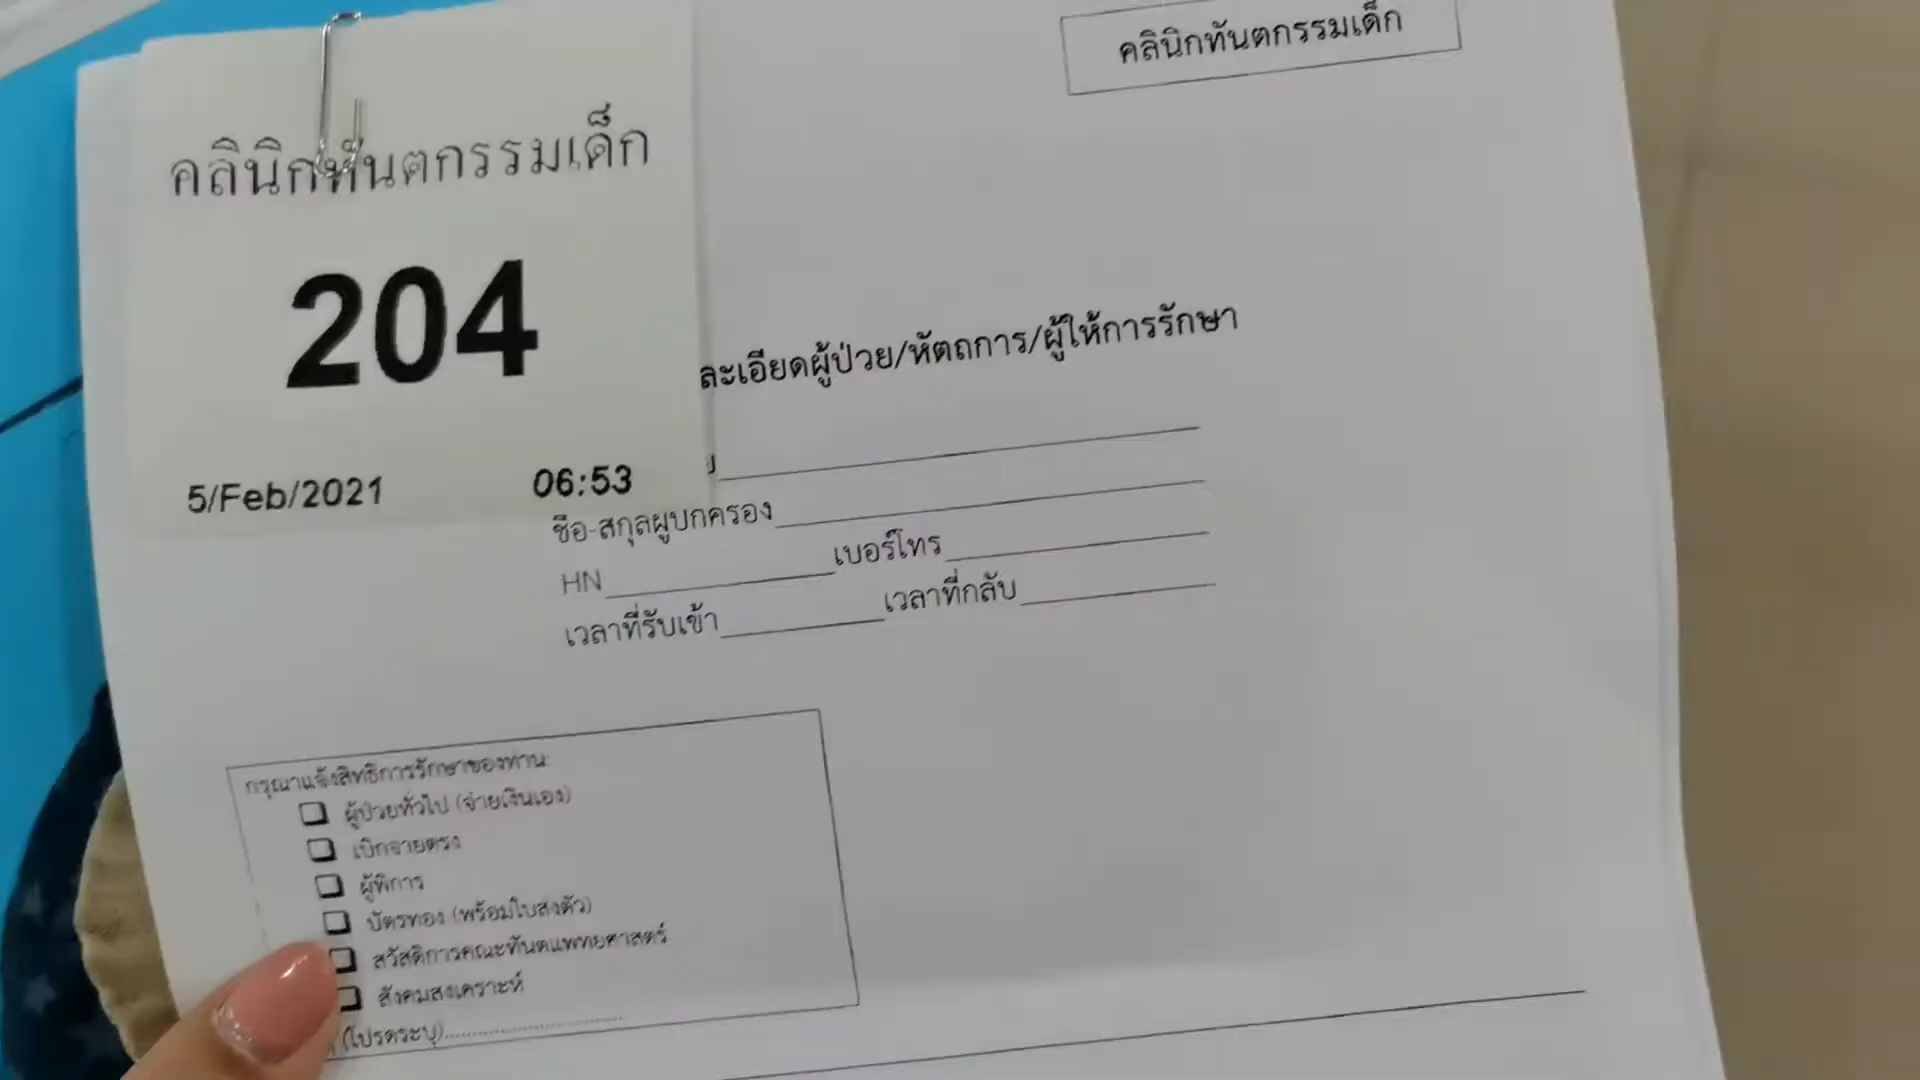 คลินิกทันตกรรมเด็ก
คลินิกทันตกรรมเด็ก
204
5/Feb/2021 06:53
ละเอียดผู้ป่วย/หัตถการ/ผู้ให้การรักษา
ชื่อ-สกุลผู้ปกครอง
HN เบอร์โทร
เวลาที่รับเข้า เวลาที่กลับ
กรุณาแจ้งสิทธิการรักษาของท่าน:
ผู้ป่วยทั่วไป (จ่ายเงินเอง)
เบิกจ่ายตรง
ผู้พิการ
บัตรทอง (พร้อมใบส่งตัว)
สวัสดิการคณะทันตแพทยศาสตร์
สังคมสงเคราะห์
(โปรดระบุ)